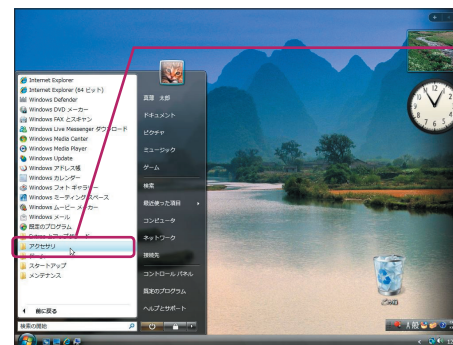 Internet Explorer
Internet Explorer (64 ビット)
Windows Defender
Windows DVD メーカー
Windows FAX とスキャン
Windows Live Messenger ダウンロード
Windows Media Center
Windows Media Player
Windows Update
Windows アドレス帳
Windows カレンダー
Windows フォト ギャラリー
Windows ミーティング スペース
Windows ムービー メーカー
Windows メール
既定のプログラム
アクセサリ
ゲーム
スタートアップ
メンテナンス
前に戻る
検索の開始
太郎
ドキュメント
ピクチャ
ミュージック
ゲーム
検索
最近使った項目
コンピュータ
ネットワーク
接続先
コントロール パネル
既定のプログラム
ヘルプとサポート
ごみ箱
A 般